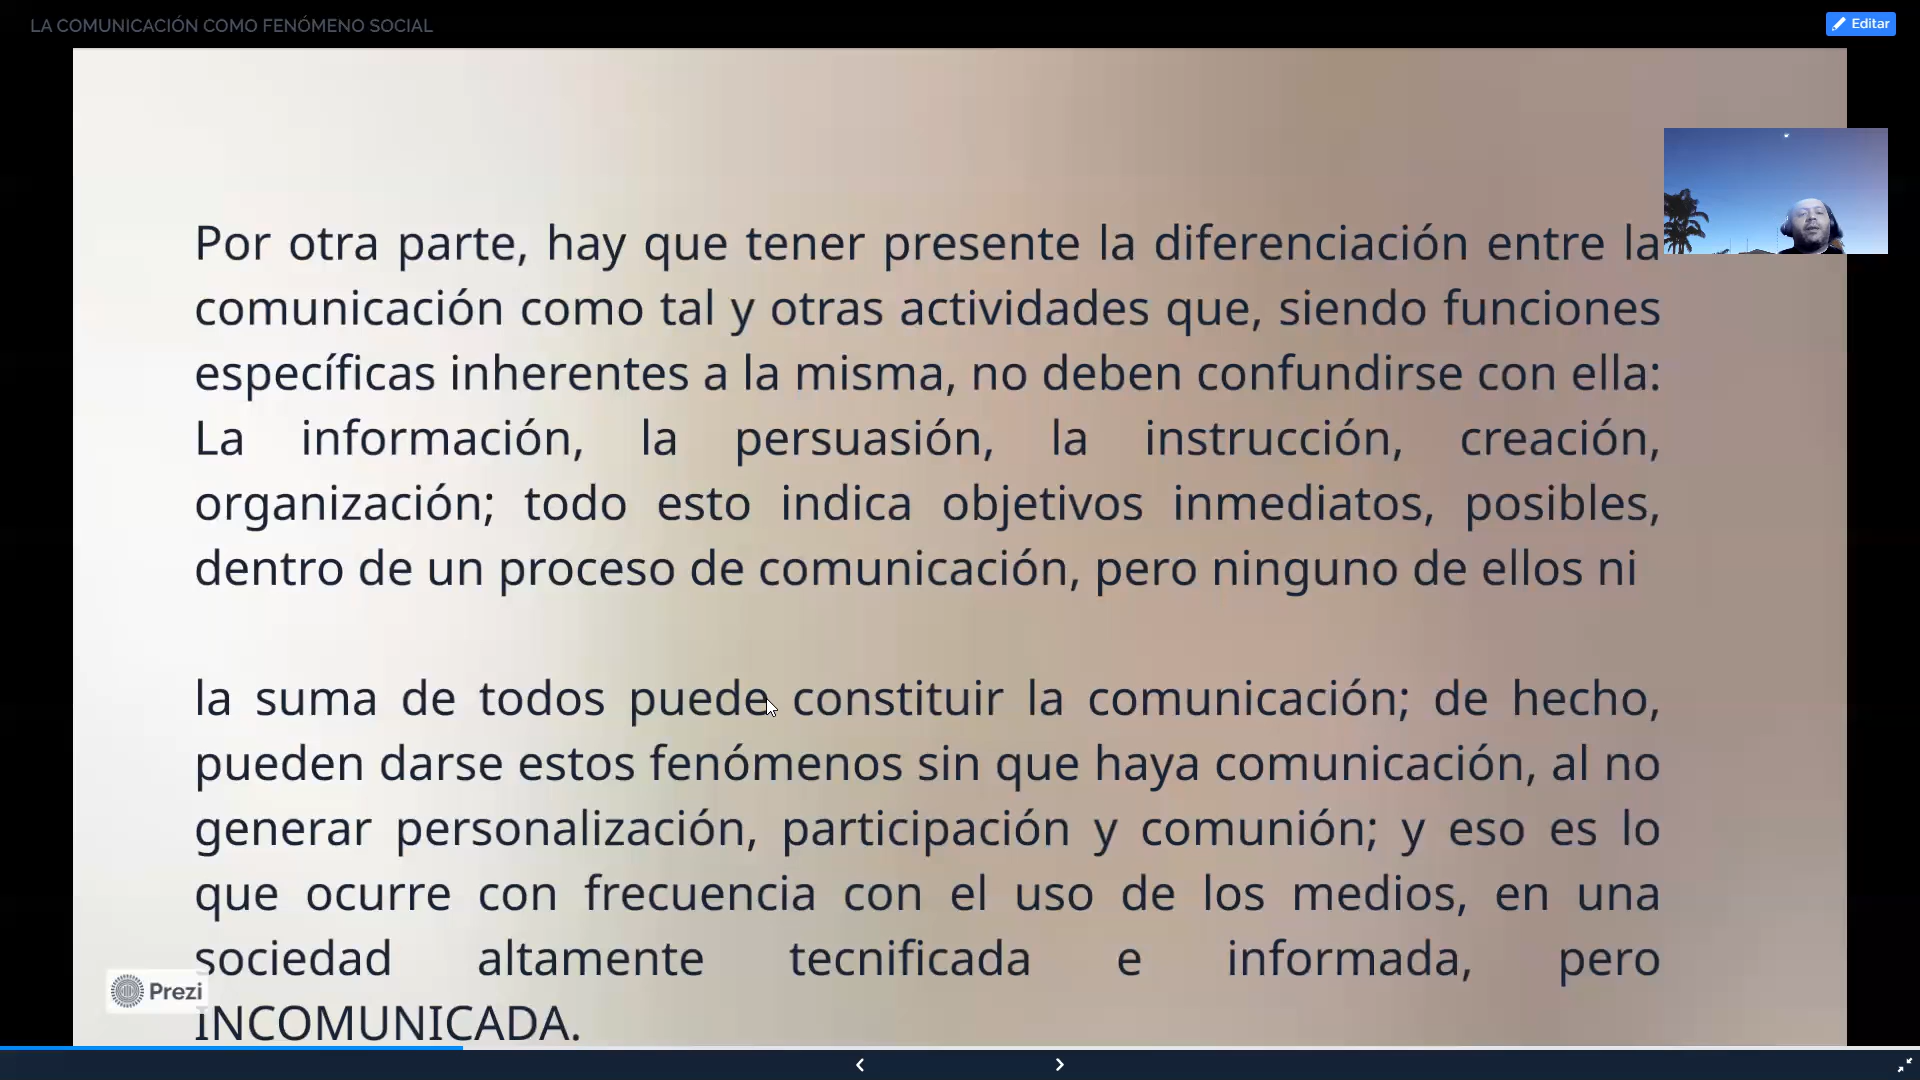 LA COMUNICACIÓN COMO FENÓMENO SOCIAL
Editar
Por otra parte, hay que tener presente la diferenciación entre la
comunicación como tal y otras actividades que, siendo funciones
específicas inherentes a la misma, no deben confundirse con ella:
La información, la persuasión, la instrucción, creación,
organización; todo esto indica objetivos inmediatos, posibles,
dentro de un proceso de comunicación, pero ninguno de ellos ni
la suma de todos puede constituir la comunicación; de hecho,
pueden darse estos fenómenos sin que haya comunicación, al no
generar personalización, participación y comunión; y eso es lo
que ocurre con frecuencia con el uso de los medios, en una
sociedad altamente tecnificada e informada, pero
INCOMUNICADA.
Prezi